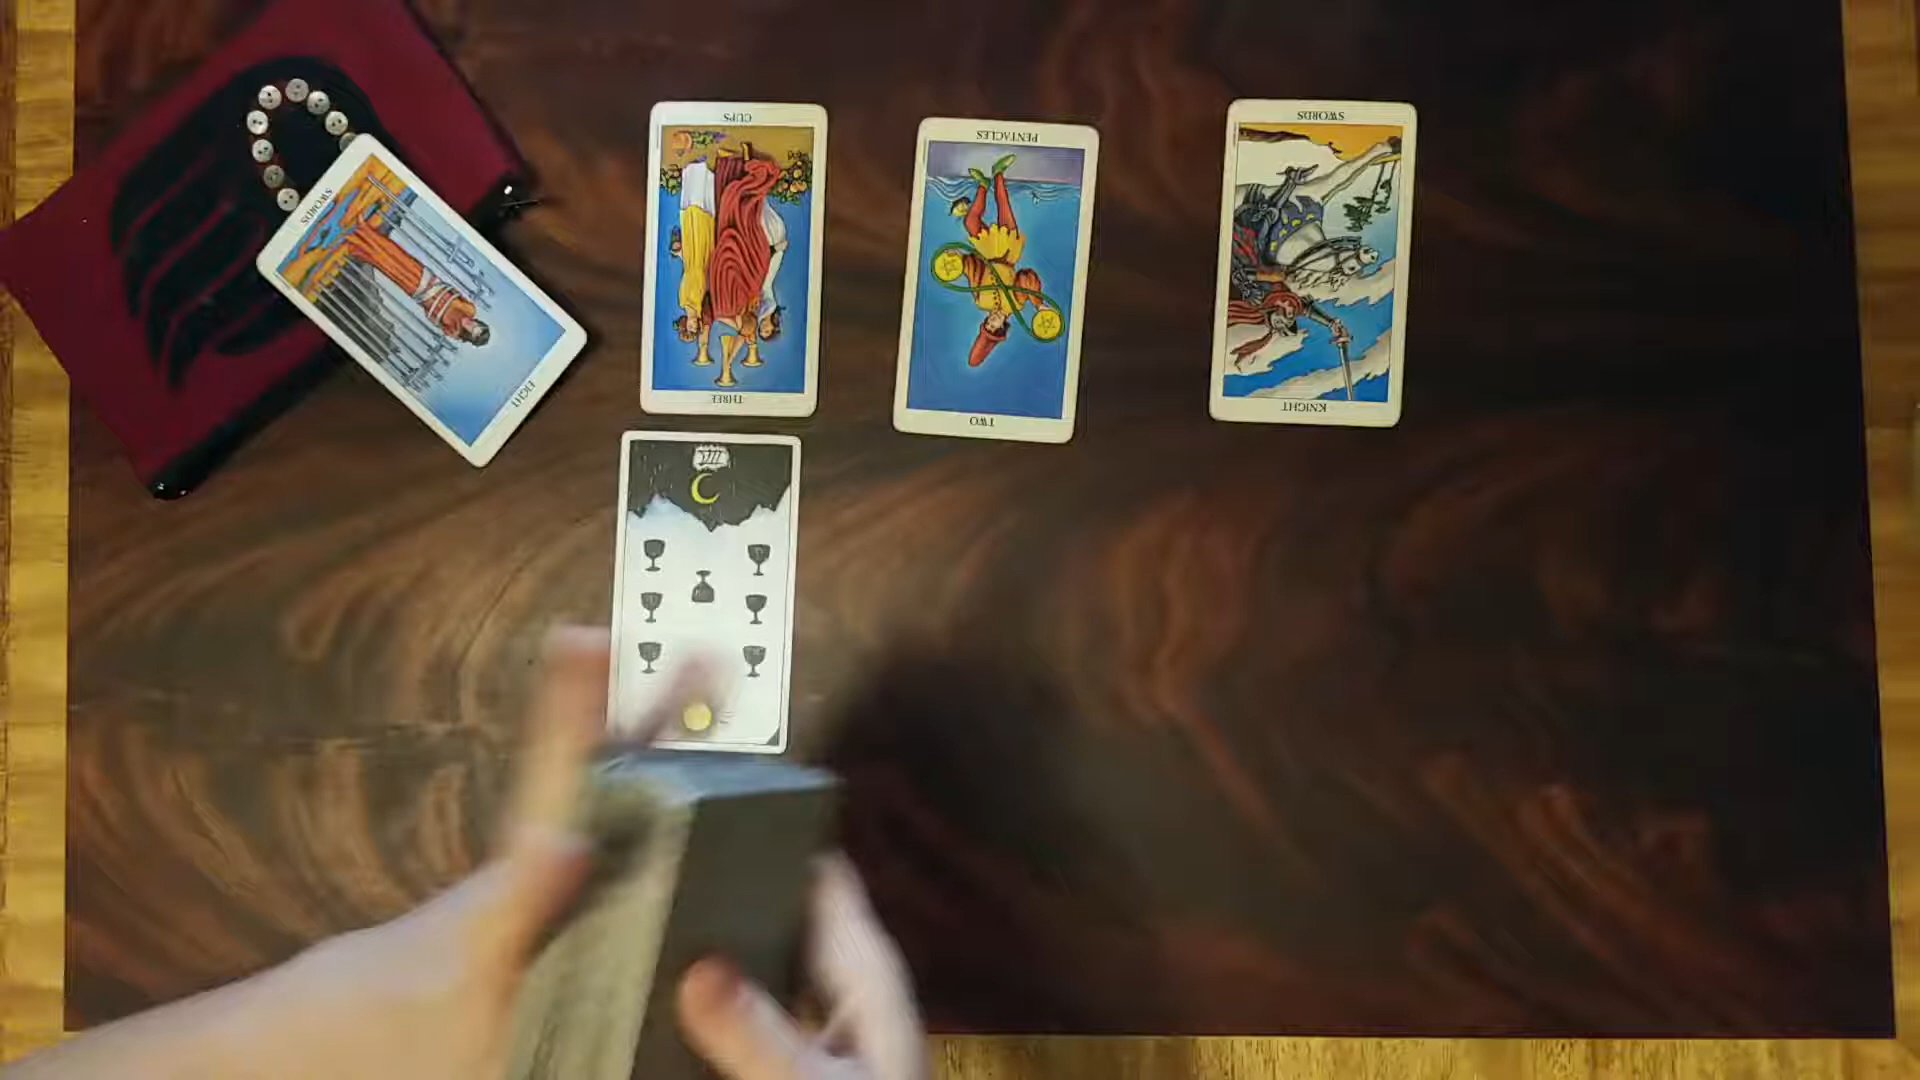 SWORDS
EIGHT
CUPS
THREE
PENTACLES
TWO
SWORDS
KNIGHT